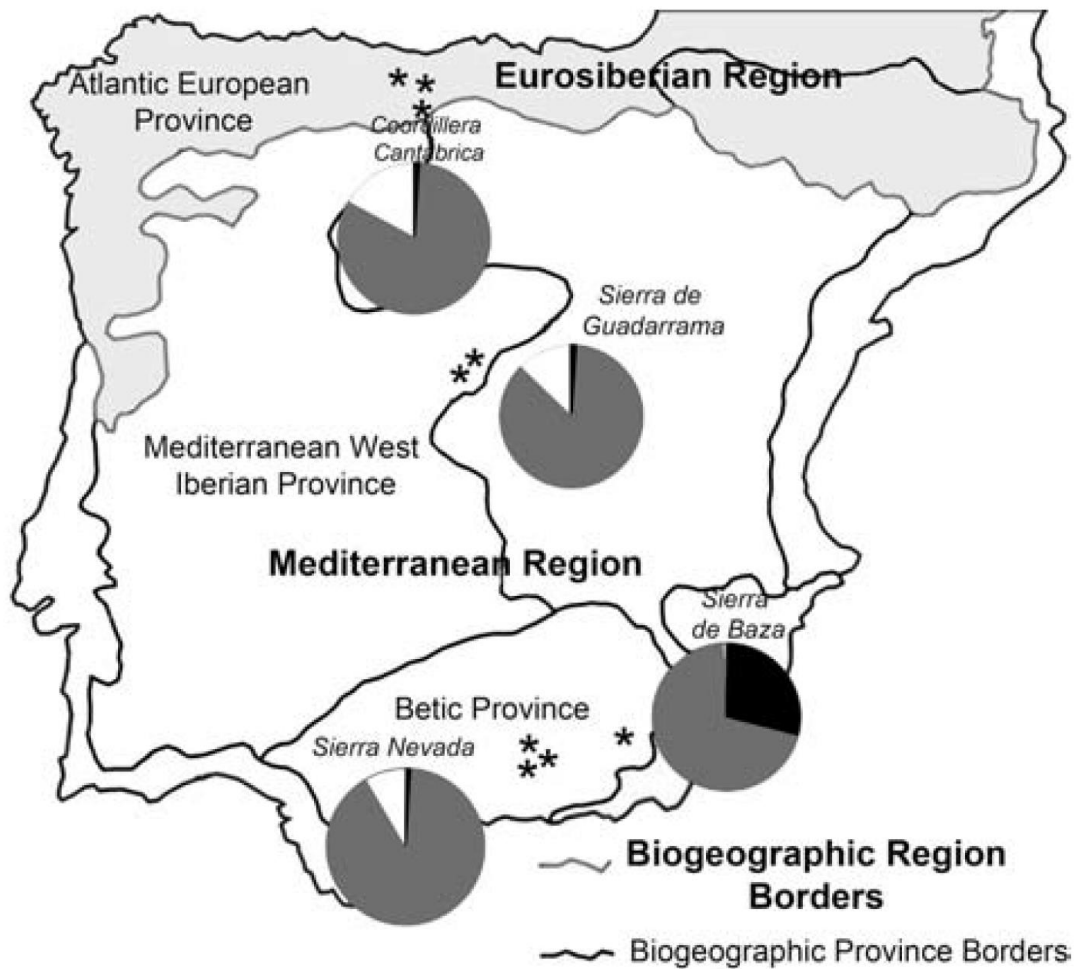 Atlantic European
Province
Eurosiberian Region
Coordillera
Cantabrica
Sierra de
Guadarrama
Mediterranean West
Iberian Province
Mediterranean Region
Sierra
de Baza
Betic Province
Sierra Nevada
Biogeographic Region
Borders
Biogeographic Province Borders